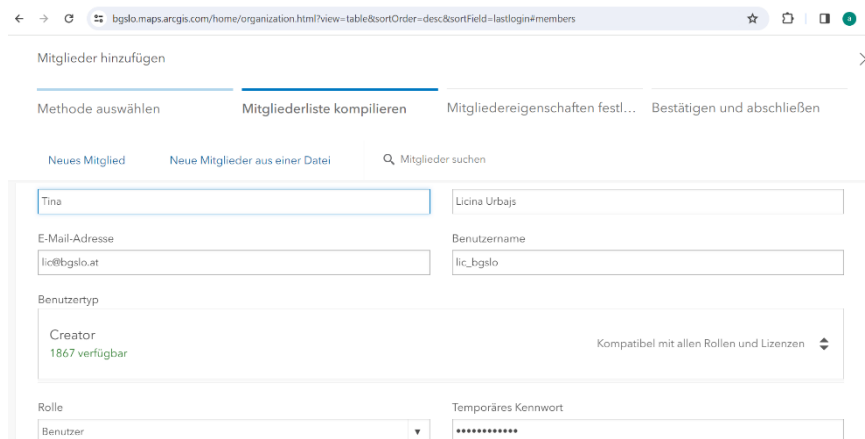 bgslo.maps.arcgis.com/home/organization.html?view=table&sortOrder=desc&sortField=lastlogin#members
a
Mitglieder hinzufügen
Methode auswählen Mitgliederliste kompilieren Mitgliedereigenschaften festl... Bestätigen und abschließen
Neues Mitglied Neue Mitglieder aus einer Datei Mitglieder suchen
Tina Licina Urbajs
E-Mail-Adresse Benutzername
lic@bgslo.at lic_bgslo
Benutzertyp
Creator
1867 verfügbar Kompatibel mit allen Rollen und Lizenzen
Rolle Temporäres Kennwort
Benutzer ••••••••••••